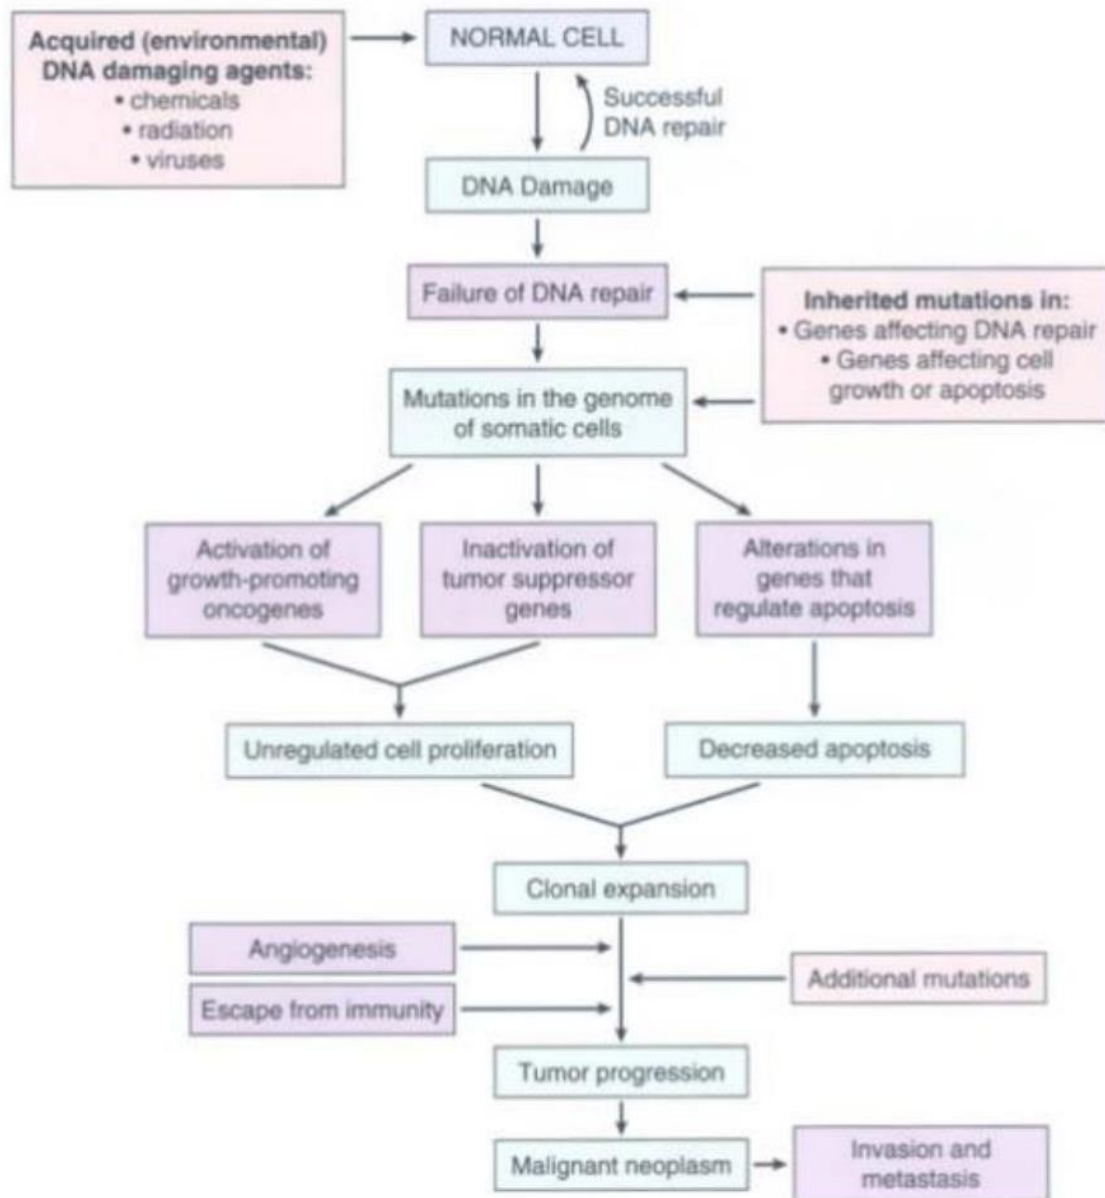 Acquired (environmental)
DNA damaging agents:
• chemicals
• radiation
• viruses
NORMAL CELL
Successful
DNA repair
DNA Damage
Failure of DNA repair
Inherited mutations in:
• Genes affecting DNA repair
• Genes affecting cell
growth or apoptosis
Mutations in the genome
of somatic cells
Activation of
growth-promoting
oncogenes
Inactivation of
tumor suppressor
genes
Alterations in
genes that
regulate apoptosis
Unregulated cell proliferation
Decreased apoptosis
Clonal expansion
Angiogenesis
Additional mutations
Escape from immunity
Tumor progression
Malignant neoplasm
Invasion and
metastasis